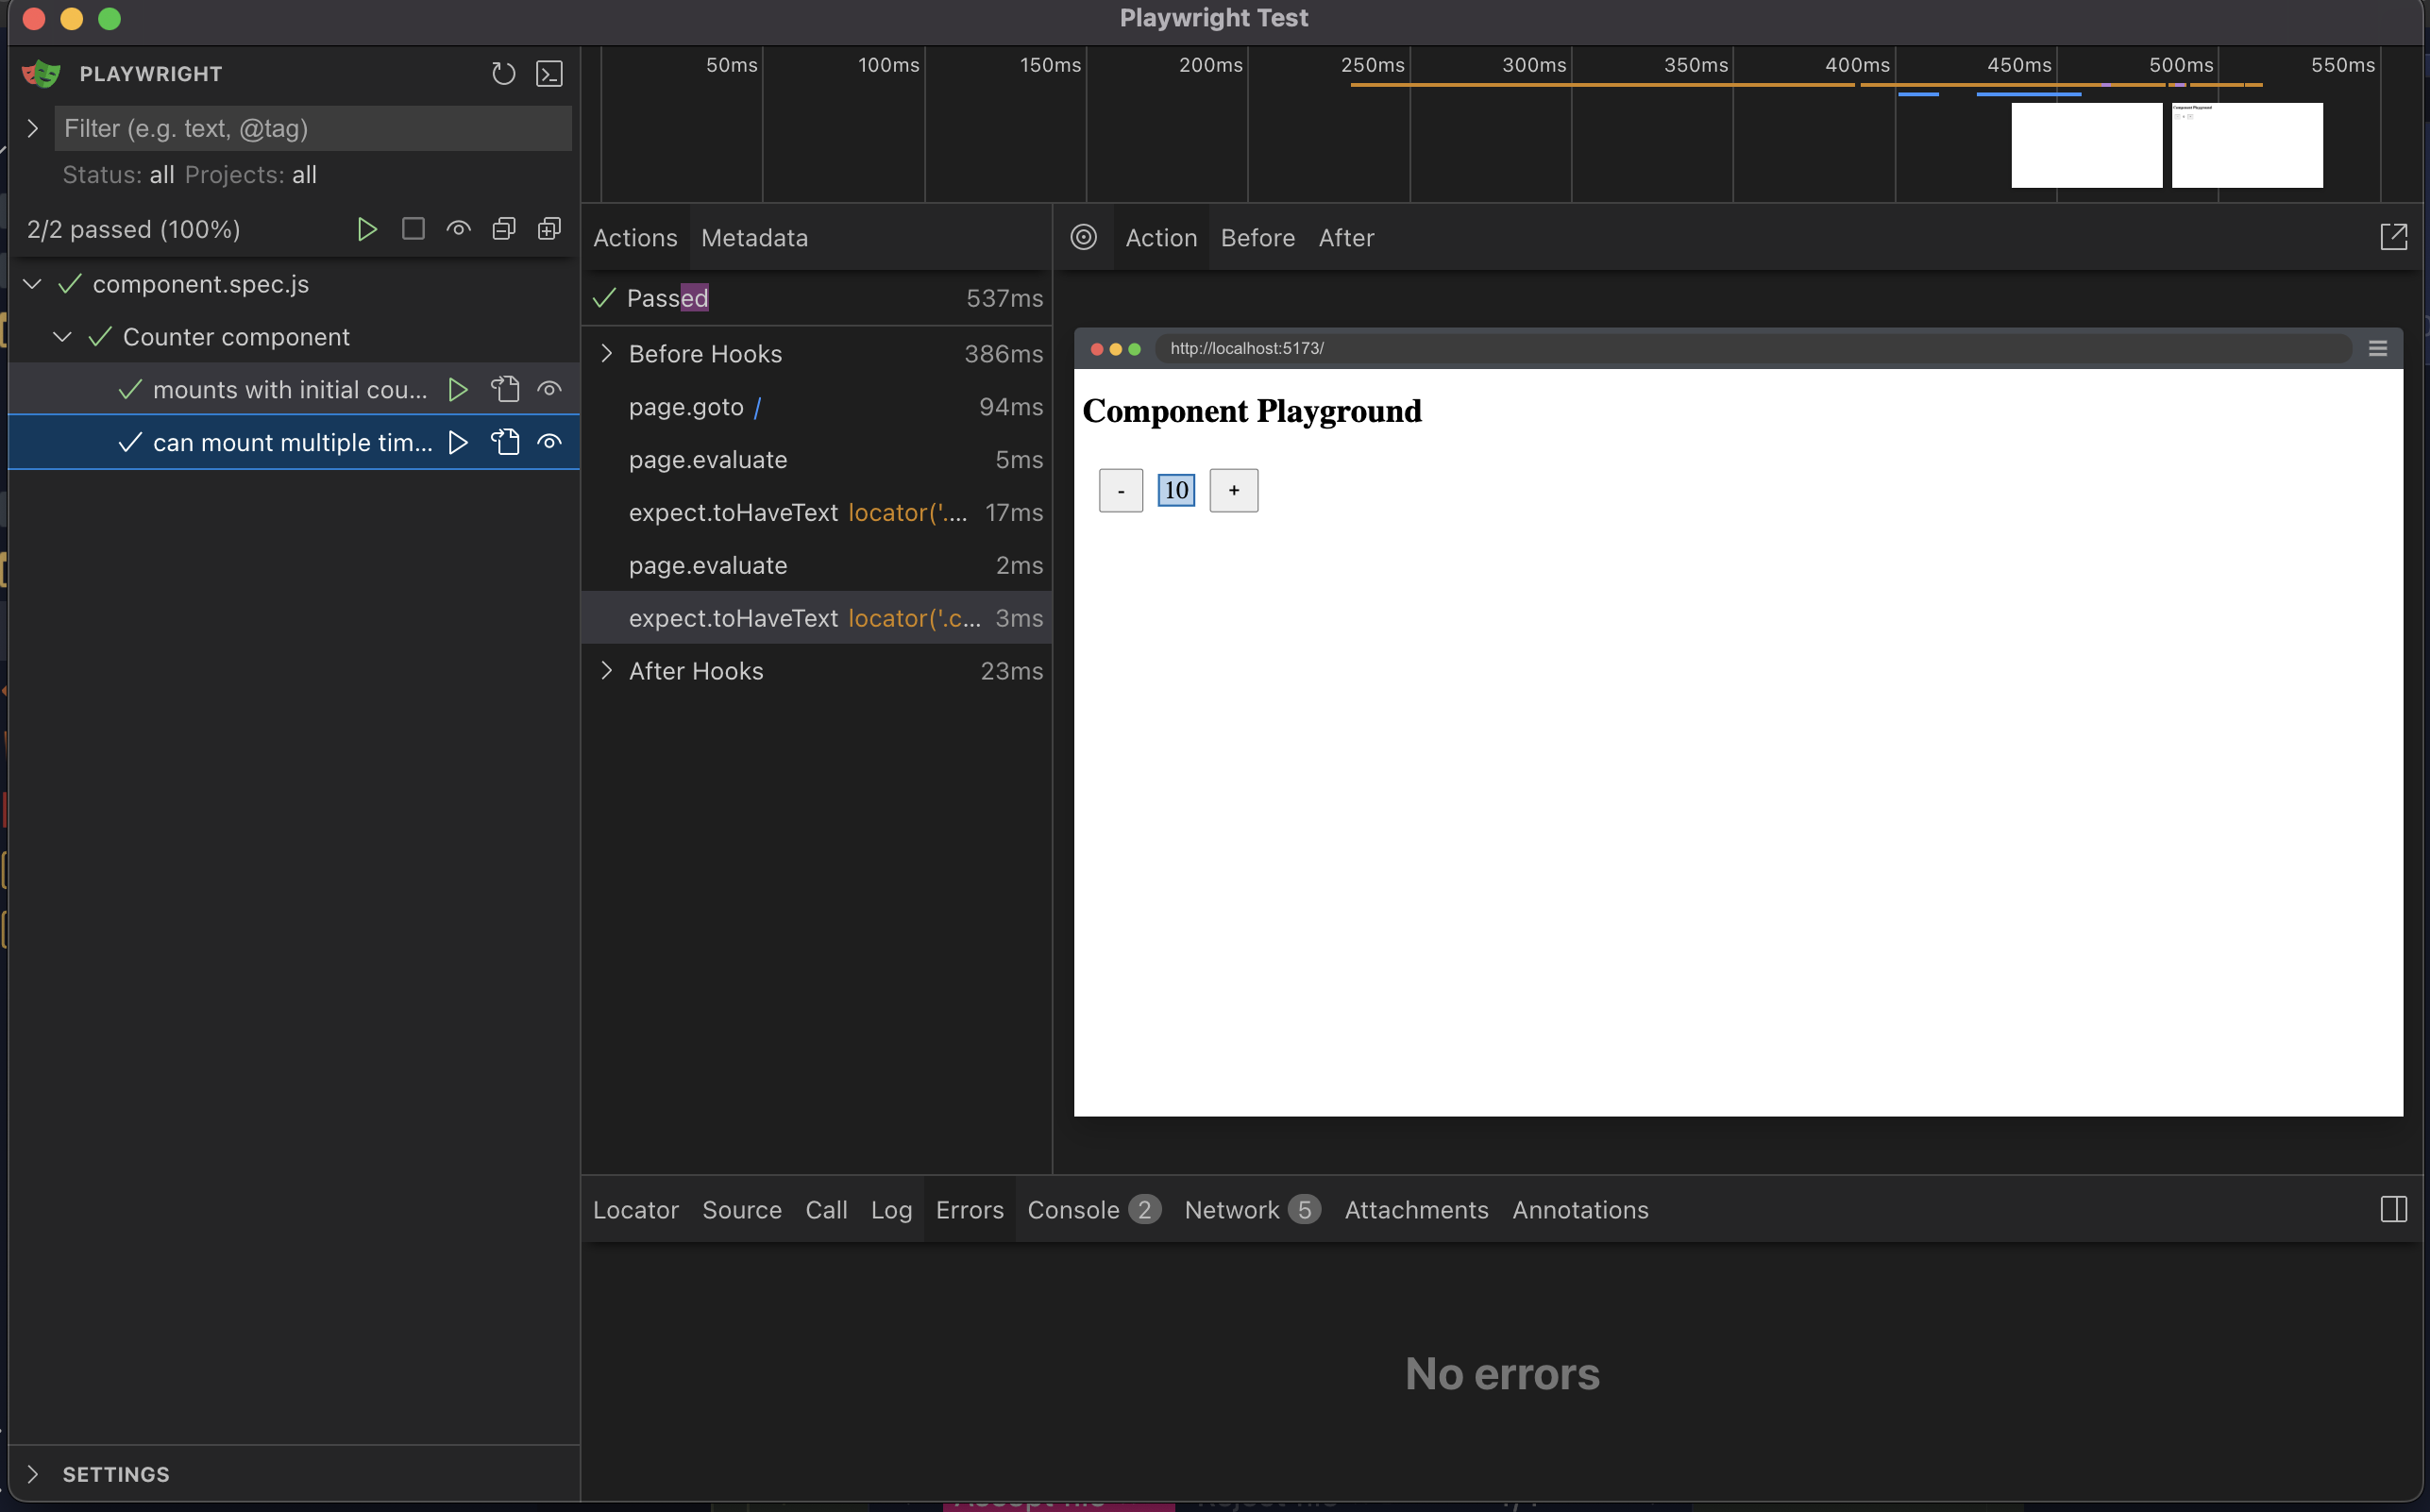 Playwright Test
PLAYWRIGHT
Filter (e.g. text, @tag)
Status: all Projects: all
2/2 passed (100%)
component.spec.js
Counter component
mounts with initial cou...
can mount multiple tim...
SETTINGS
50ms 100ms 150ms 200ms 250ms 300ms 350ms 400ms 450ms 500ms 550ms
Component Playground
Actions Metadata
Passed 537ms
Before Hooks 386ms
page.goto / 94ms
page.evaluate 5ms
expect.toHaveText locator('.... 17ms
page.evaluate 2ms
expect.toHaveText locator('.c... 3ms
After Hooks 23ms
Action Before After
http://localhost:5173/
Component Playground
- 10 +
Locator Source Call Log Errors Console 2 Network 5 Attachments Annotations
No errors